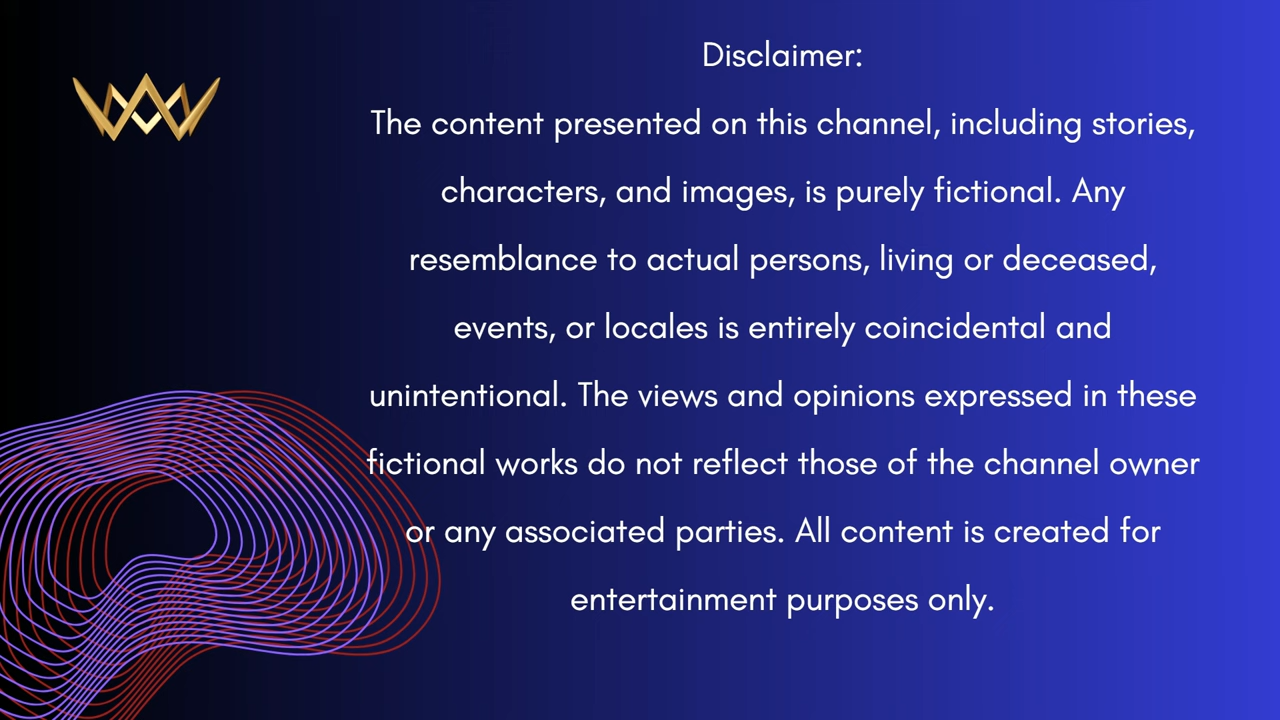 Disclaimer:
The content presented on this channel, including stories,
characters, and images, is purely fictional. Any
resemblance to actual persons, living or deceased,
events, or locales is entirely coincidental and
unintentional. The views and opinions expressed in these
fictional works do not reflect those of the channel owner
or any associated parties. All content is created for
entertainment purposes only.